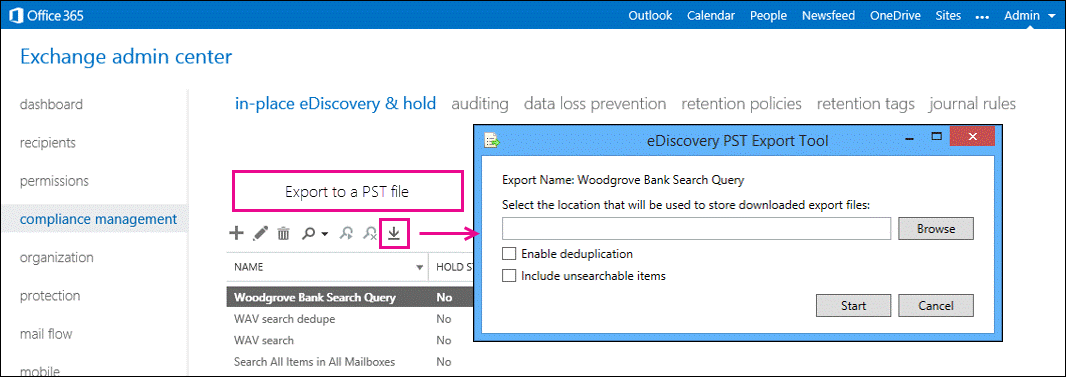 Office 365
Outlook Calendar People Newsfeed OneDrive Sites ••• Admin
Exchange admin center
dashboard
recipients
permissions
compliance management
organization
protection
mail flow
mobile
in-place eDiscovery & hold auditing data loss prevention retention policies retention tags journal rules
Export to a PST file
NAME HOLD ST
Woodgrove Bank Search Query No
WAV search dedupe No
WAV search No
Search All Items in All Mailboxes No
eDiscovery PST Export Tool
Export Name: Woodgrove Bank Search Query
Select the location that will be used to store downloaded export files:
Browse
Enable deduplication
Include unsearchable items
Start Cancel